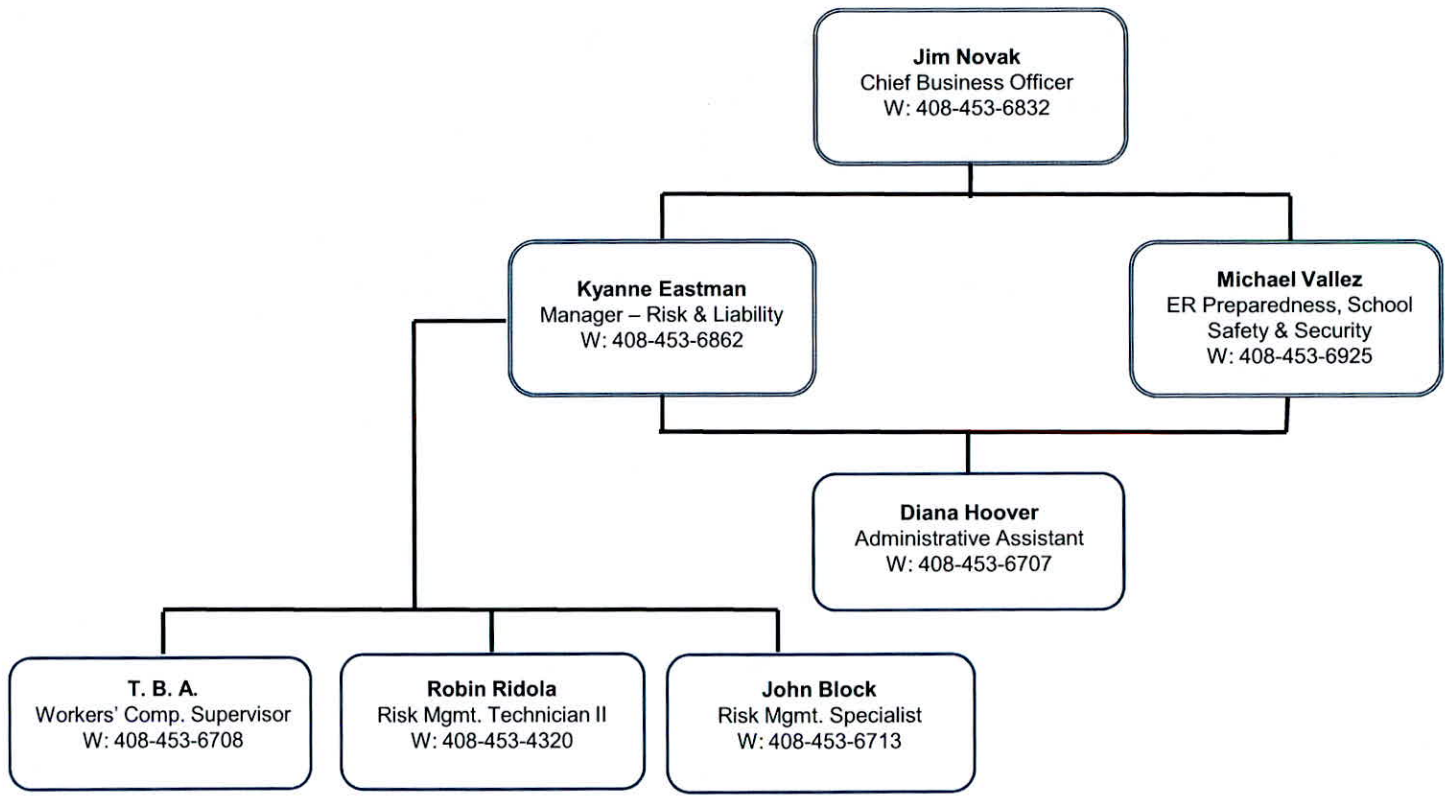 Jim Novak
Chief Business Officer
W: 408-453-6832
Kyanne Eastman
Manager – Risk & Liability
W: 408-453-6862
Michael Vallez
ER Preparedness, School
Safety & Security
W: 408-453-6925
Diana Hoover
Administrative Assistant
W: 408-453-6707
T. B. A.
Workers' Comp. Supervisor
W: 408-453-6708
Robin Ridola
Risk Mgmt. Technician II
W: 408-453-4320
John Block
Risk Mgmt. Specialist
W: 408-453-6713